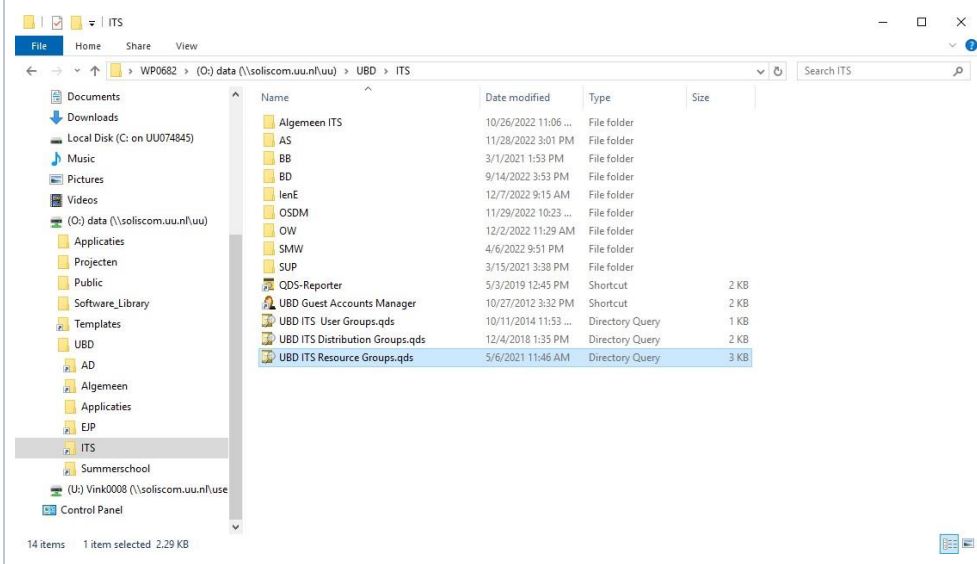 ITS
File Home Share View
WP0682 > (O:) data (\\soliscom.uu.nl\uu) > UBD > ITS
Search ITS
Name Date modified Type Size
Documents
Downloads
Local Disk (C: on UU074845)
Music
Pictures
Videos
(O:) data (\\soliscom.uu.nl\uu)
Applicaties
Projecten
Public
Software_Library
Templates
UBD
AD
Algemeen
Applicaties
EJP
ITS
Summerschool
(U:) Vink0008 (\\soliscom.uu.nl\use
Control Panel
Algemeen ITS 10/26/2022 11:06 ... File folder
AS 11/28/2022 3:01 PM File folder
BB 3/1/2021 1:53 PM File folder
BD 9/14/2022 3:53 PM File folder
IenE 12/7/2022 9:15 AM File folder
OSDM 11/29/2022 10:23 ... File folder
OW 12/2/2022 11:29 AM File folder
SMW 4/6/2022 9:51 PM File folder
SUP 3/15/2021 3:38 PM File folder
QDS-Reporter 5/3/2019 12:45 PM Shortcut 2 KB
UBD Guest Accounts Manager 10/27/2012 3:32 PM Shortcut 2 KB
UBD ITS User Groups.qds 10/11/2014 11:53 ... Directory Query 1 KB
UBD ITS Distribution Groups.qds 12/4/2018 1:35 PM Directory Query 2 KB
UBD ITS Resource Groups.qds 5/6/2021 11:46 AM Directory Query 3 KB
14 items 1 item selected 2.29 KB